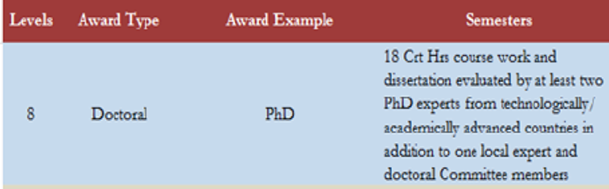 Levels Award Type Award Example Semesters
8 Doctoral PhD
18 Crt Hrs course work and
dissertation evaluated by at least two
PhD experts from technologically/
academically advanced countries in
addition to one local expert and
doctoral Committee members